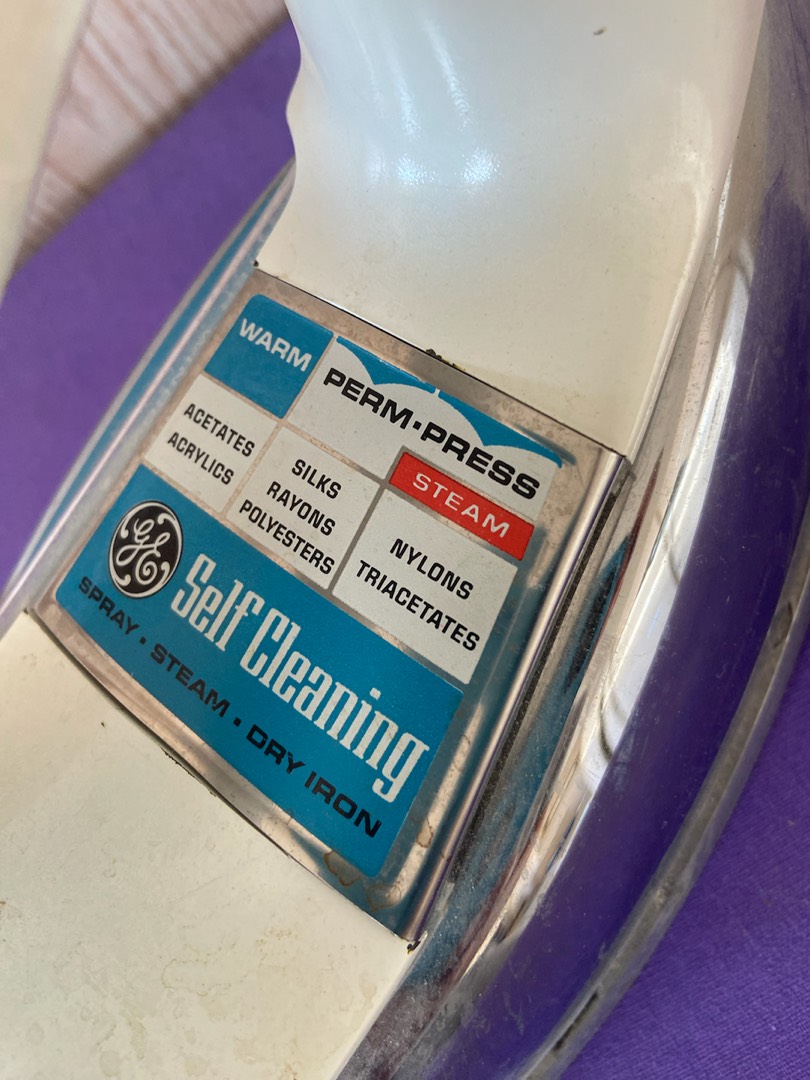 WARM
PERM·PRESS
STEAM
ACETATES
ACRYLICS
SILKS
RAYONS
POLYESTERS
NYLONS
TRIACETATES
GE
Self Cleaning
SPRAY · STEAM · DRY IRON